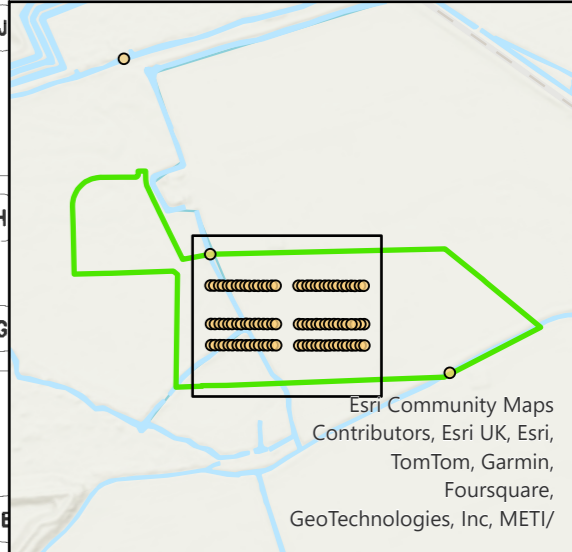 H
G
Esri Community Maps
Contributors, Esri UK, Esri,
TomTom, Garmin,
Foursquare,
GeoTechnologies, Inc, METI/